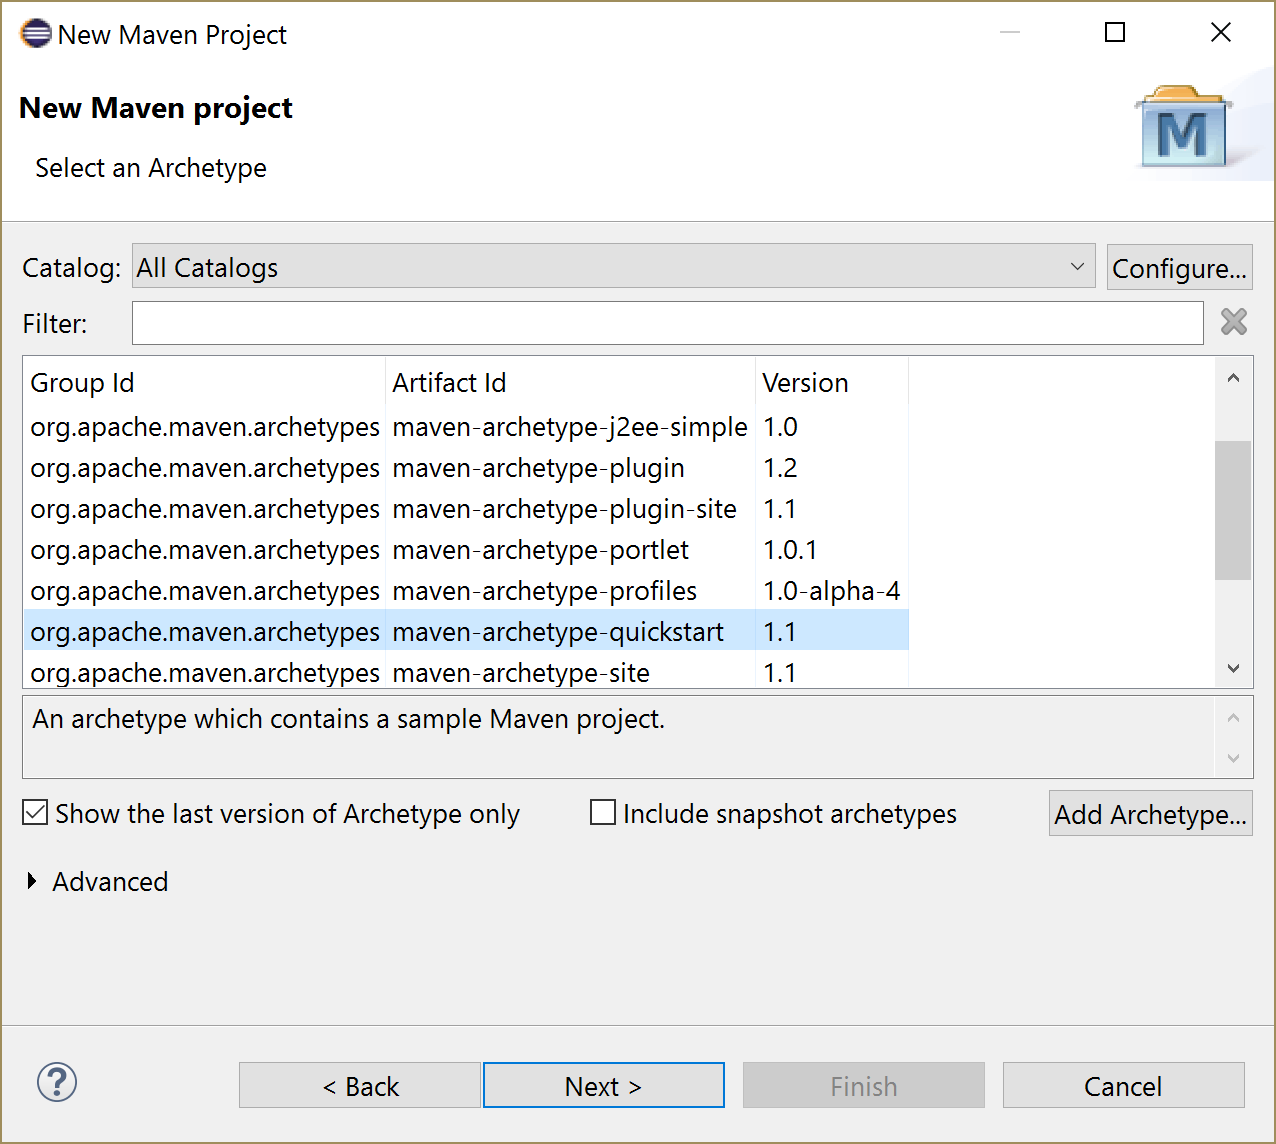 New Maven Project
New Maven project
Select an Archetype
Catalog: All Catalogs Configure...
Filter:
Group Id Artifact Id Version
org.apache.maven.archetypes maven-archetype-j2ee-simple 1.0
org.apache.maven.archetypes maven-archetype-plugin 1.2
org.apache.maven.archetypes maven-archetype-plugin-site 1.1
org.apache.maven.archetypes maven-archetype-portlet 1.0.1
org.apache.maven.archetypes maven-archetype-profiles 1.0-alpha-4
org.apache.maven.archetypes maven-archetype-quickstart 1.1
org.apache.maven.archetypes maven-archetype-site 1.1
An archetype which contains a sample Maven project.
Show the last version of Archetype only Include snapshot archetypes Add Archetype...
Advanced
? < Back Next > Finish Cancel